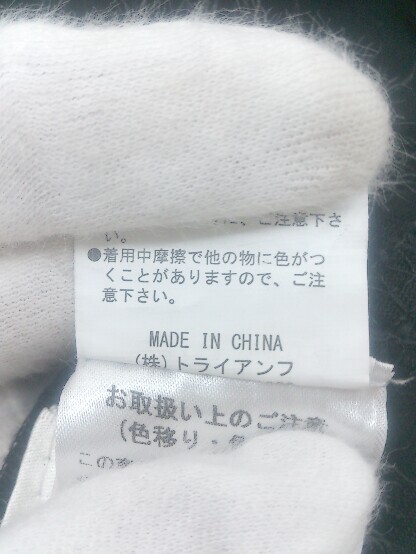 、ご注意下さ
い。
●着用中摩擦で他の物に色がつ
くことがありますので、ご注
意下さい。
MADE IN CHINA
(株)トライアンフ
お取扱い上のご注意
(色移り・
この